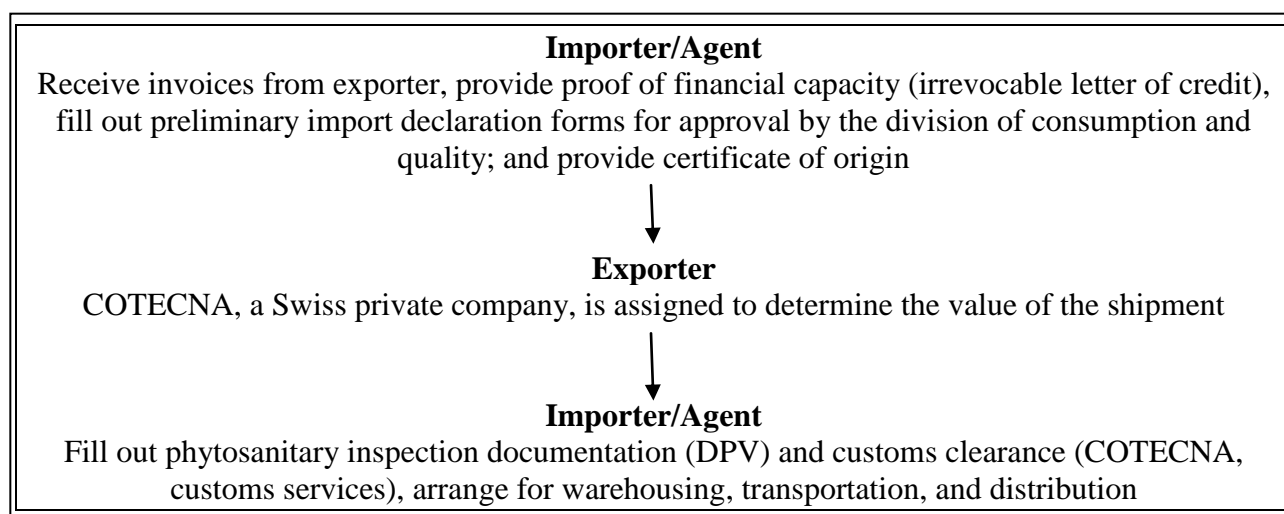 Importer/Agent
Receive invoices from exporter, provide proof of financial capacity (irrevocable letter of credit),
fill out preliminary import declaration forms for approval by the division of consumption and
quality; and provide certificate of origin
Exporter
COTECNA, a Swiss private company, is assigned to determine the value of the shipment
Importer/Agent
Fill out phytosanitary inspection documentation (DPV) and customs clearance (COTECNA,
customs services), arrange for warehousing, transportation, and distribution